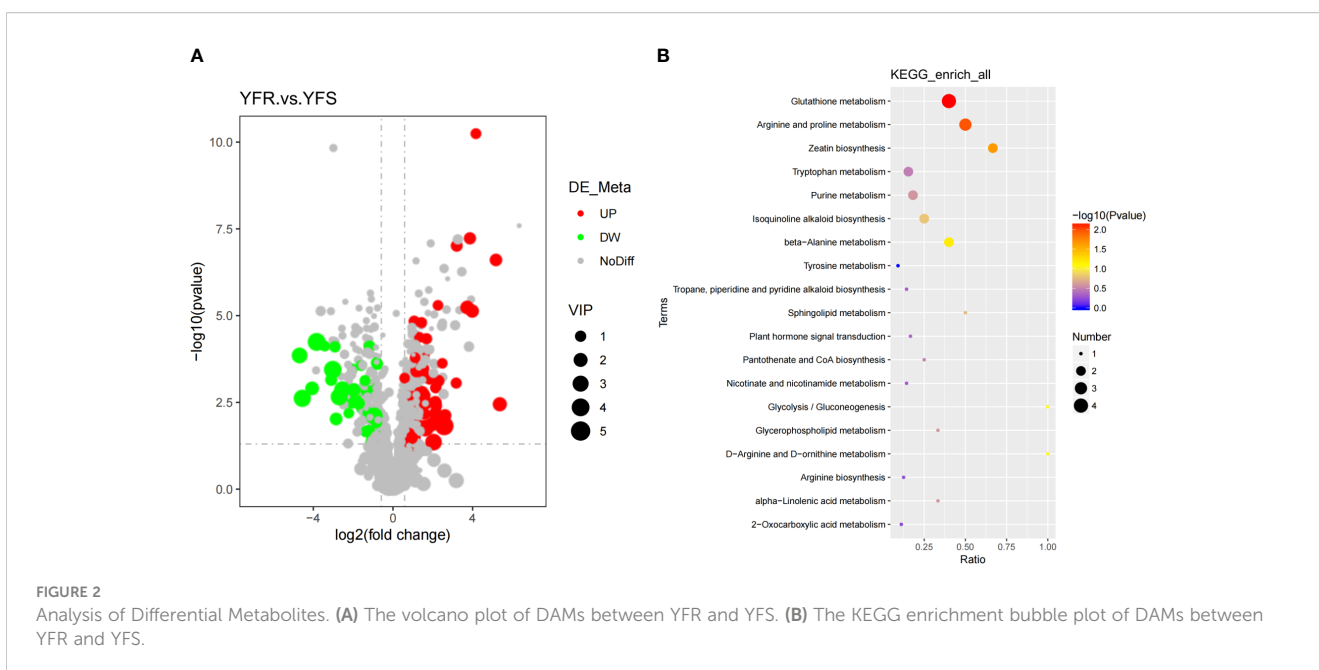 A
YFR.vs.YFS
10.0
7.5
5.0
2.5
0.0
−log10(pvalue)
−4
0
4
log2(fold change)
DE_Meta
UP
DW
NoDiff
VIP
1
2
3
4
5
B
KEGG_enrich_all
Terms
Glutathione metabolism
Arginine and proline metabolism
Zeatin biosynthesis
Tryptophan metabolism
Purine metabolism
Isoquinoline alkaloid biosynthesis
beta-Alanine metabolism
Tyrosine metabolism
Tropane, piperidine and pyridine alkaloid biosynthesis
Sphingolipid metabolism
Plant hormone signal transduction
Pantothenate and CoA biosynthesis
Nicotinate and nicotinamide metabolism
Glycolysis / Gluconeogenesis
Glycerophospholipid metabolism
D-Arginine and D-ornithine metabolism
Arginine biosynthesis
alpha-Linolenic acid metabolism
2-Oxocarboxylic acid metabolism
0.25
0.50
0.75
1.00
Ratio
−log10(Pvalue)
2.0
1.5
1.0
0.5
0.0
Number
1
2
3
4
FIGURE 2
Analysis of Differential Metabolites. (A) The volcano plot of DAMs between YFR and YFS. (B) The KEGG enrichment bubble plot of DAMs between
YFR and YFS.